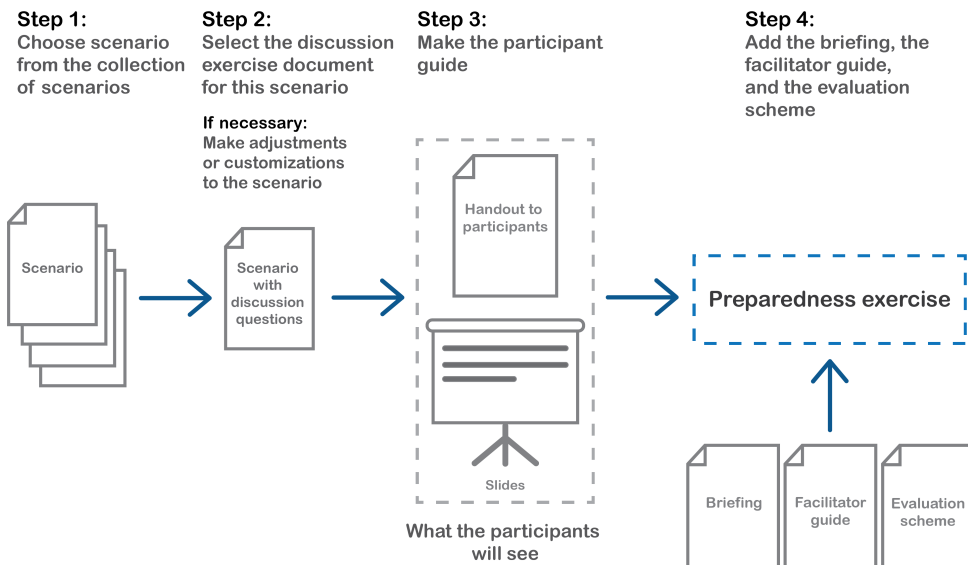 Step 1:
Choose scenario
from the collection
of scenarios
Step 2:
Select the discussion
exercise document
for this scenario
If necessary:
Make adjustments
or customizations
to the scenario
Step 3:
Make the participant
guide
Step 4:
Add the briefing, the
facilitator guide,
and the evaluation
scheme
Scenario
Scenario
with
discussion
questions
Handout to
participants
Slides
What the participants
will see
Preparedness exercise
Briefing
Facilitator
guide
Evaluation
scheme